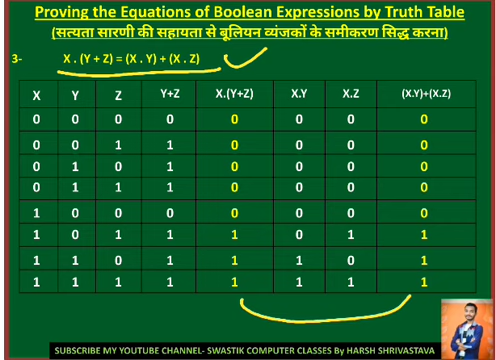 Proving the Equations of Boolean Expressions by Truth Table
(सत्यता सारणी की सहायता से बूलियन व्यंजकों के समीकरण सिद्ध करना)
3- X . (Y + Z) = (X . Y) + (X . Z)
X Y Z Y+Z X.(Y+Z) X.Y X.Z (X.Y)+(X.Z)
0 0 0 0 0 0 0 0
0 0 1 1 0 0 0 0
0 1 0 1 0 0 0 0
0 1 1 1 0 0 0 0
1 0 0 0 0 0 0 0
1 0 1 1 1 0 1 1
1 1 0 1 1 1 0 1
1 1 1 1 1 1 1 1
SUBSCRIBE MY YOUTUBE CHANNEL- SWASTIK COMPUTER CLASSES By HARSH SHRIVASTAVA